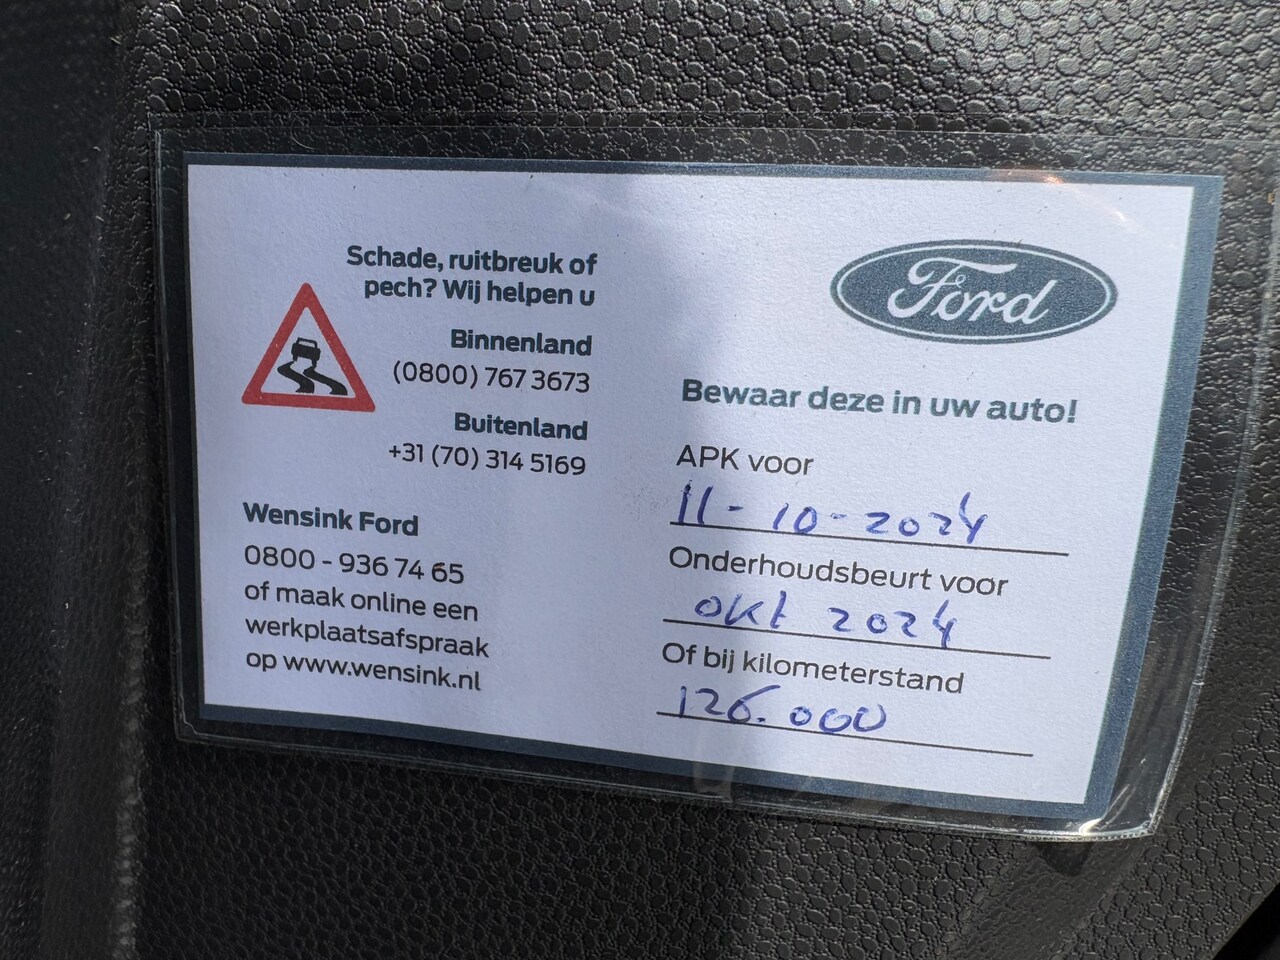 Schade, ruitbreuk of
pech? Wij helpen u
Binnenland
(0800) 767 3673
Buitenland
+31 (70) 314 5169
Wensink Ford
0800 - 936 74 65
of maak online een
werkplaatsafspraak
op www.wensink.nl
Ford
Bewaar deze in uw auto!
APK voor
11-10-2024
Onderhoudsbeurt voor
okt 2024
Of bij kilometerstand
126.000